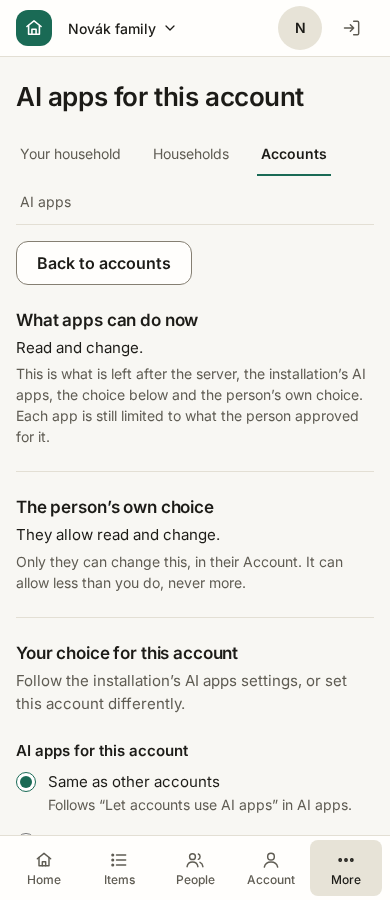 Novák family
N
AI apps for this account
Your household
Households
Accounts
AI apps
Back to accounts
What apps can do now
Read and change.
This is what is left after the server, the installation’s AI
apps, the choice below and the person’s own choice.
Each app is still limited to what the person approved
for it.
The person’s own choice
They allow read and change.
Only they can change this, in their Account. It can
allow less than you do, never more.
Your choice for this account
Follow the installation’s AI apps settings, or set
this account differently.
AI apps for this account
Same as other accounts
Follows “Let accounts use AI apps” in AI apps.
Home
Items
People
Account
More